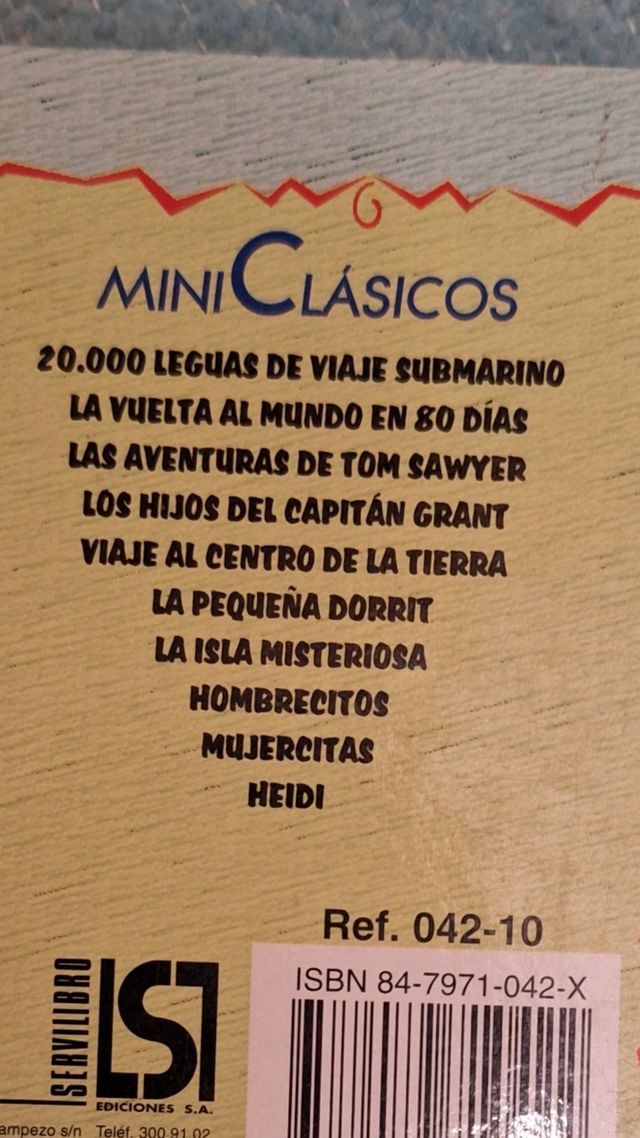 MINICLÁSICOS
20.000 LEGUAS DE VIAJE SUBMARINO
LA VUELTA AL MUNDO EN 80 DÍAS
LAS AVENTURAS DE TOM SAWYER
LOS HIJOS DEL CAPITÁN GRANT
VIAJE AL CENTRO DE LA TIERRA
LA PEQUEÑA DORRIT
LA ISLA MISTERIOSA
HOMBRECITOS
MUJERCITAS
HEIDI
Ref. 042-10
ISBN 84-7971-042-X
SERVILIBRO
EDICIONES S.A.
ampezo s/n Teléf. 300 91 02